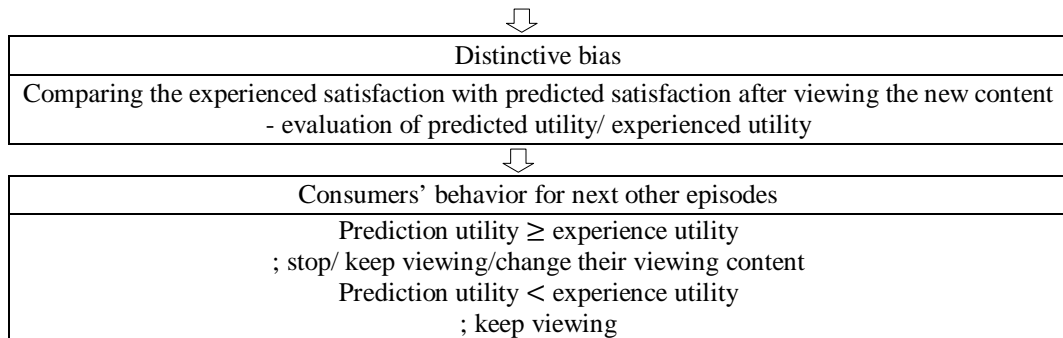 Distinctive bias
Comparing the experienced satisfaction with predicted satisfaction after viewing the new content
- evaluation of predicted utility/ experienced utility
Consumers’ behavior for next other episodes
Prediction utility ≥ experience utility
; stop/ keep viewing/change their viewing content
Prediction utility < experience utility
; keep viewing